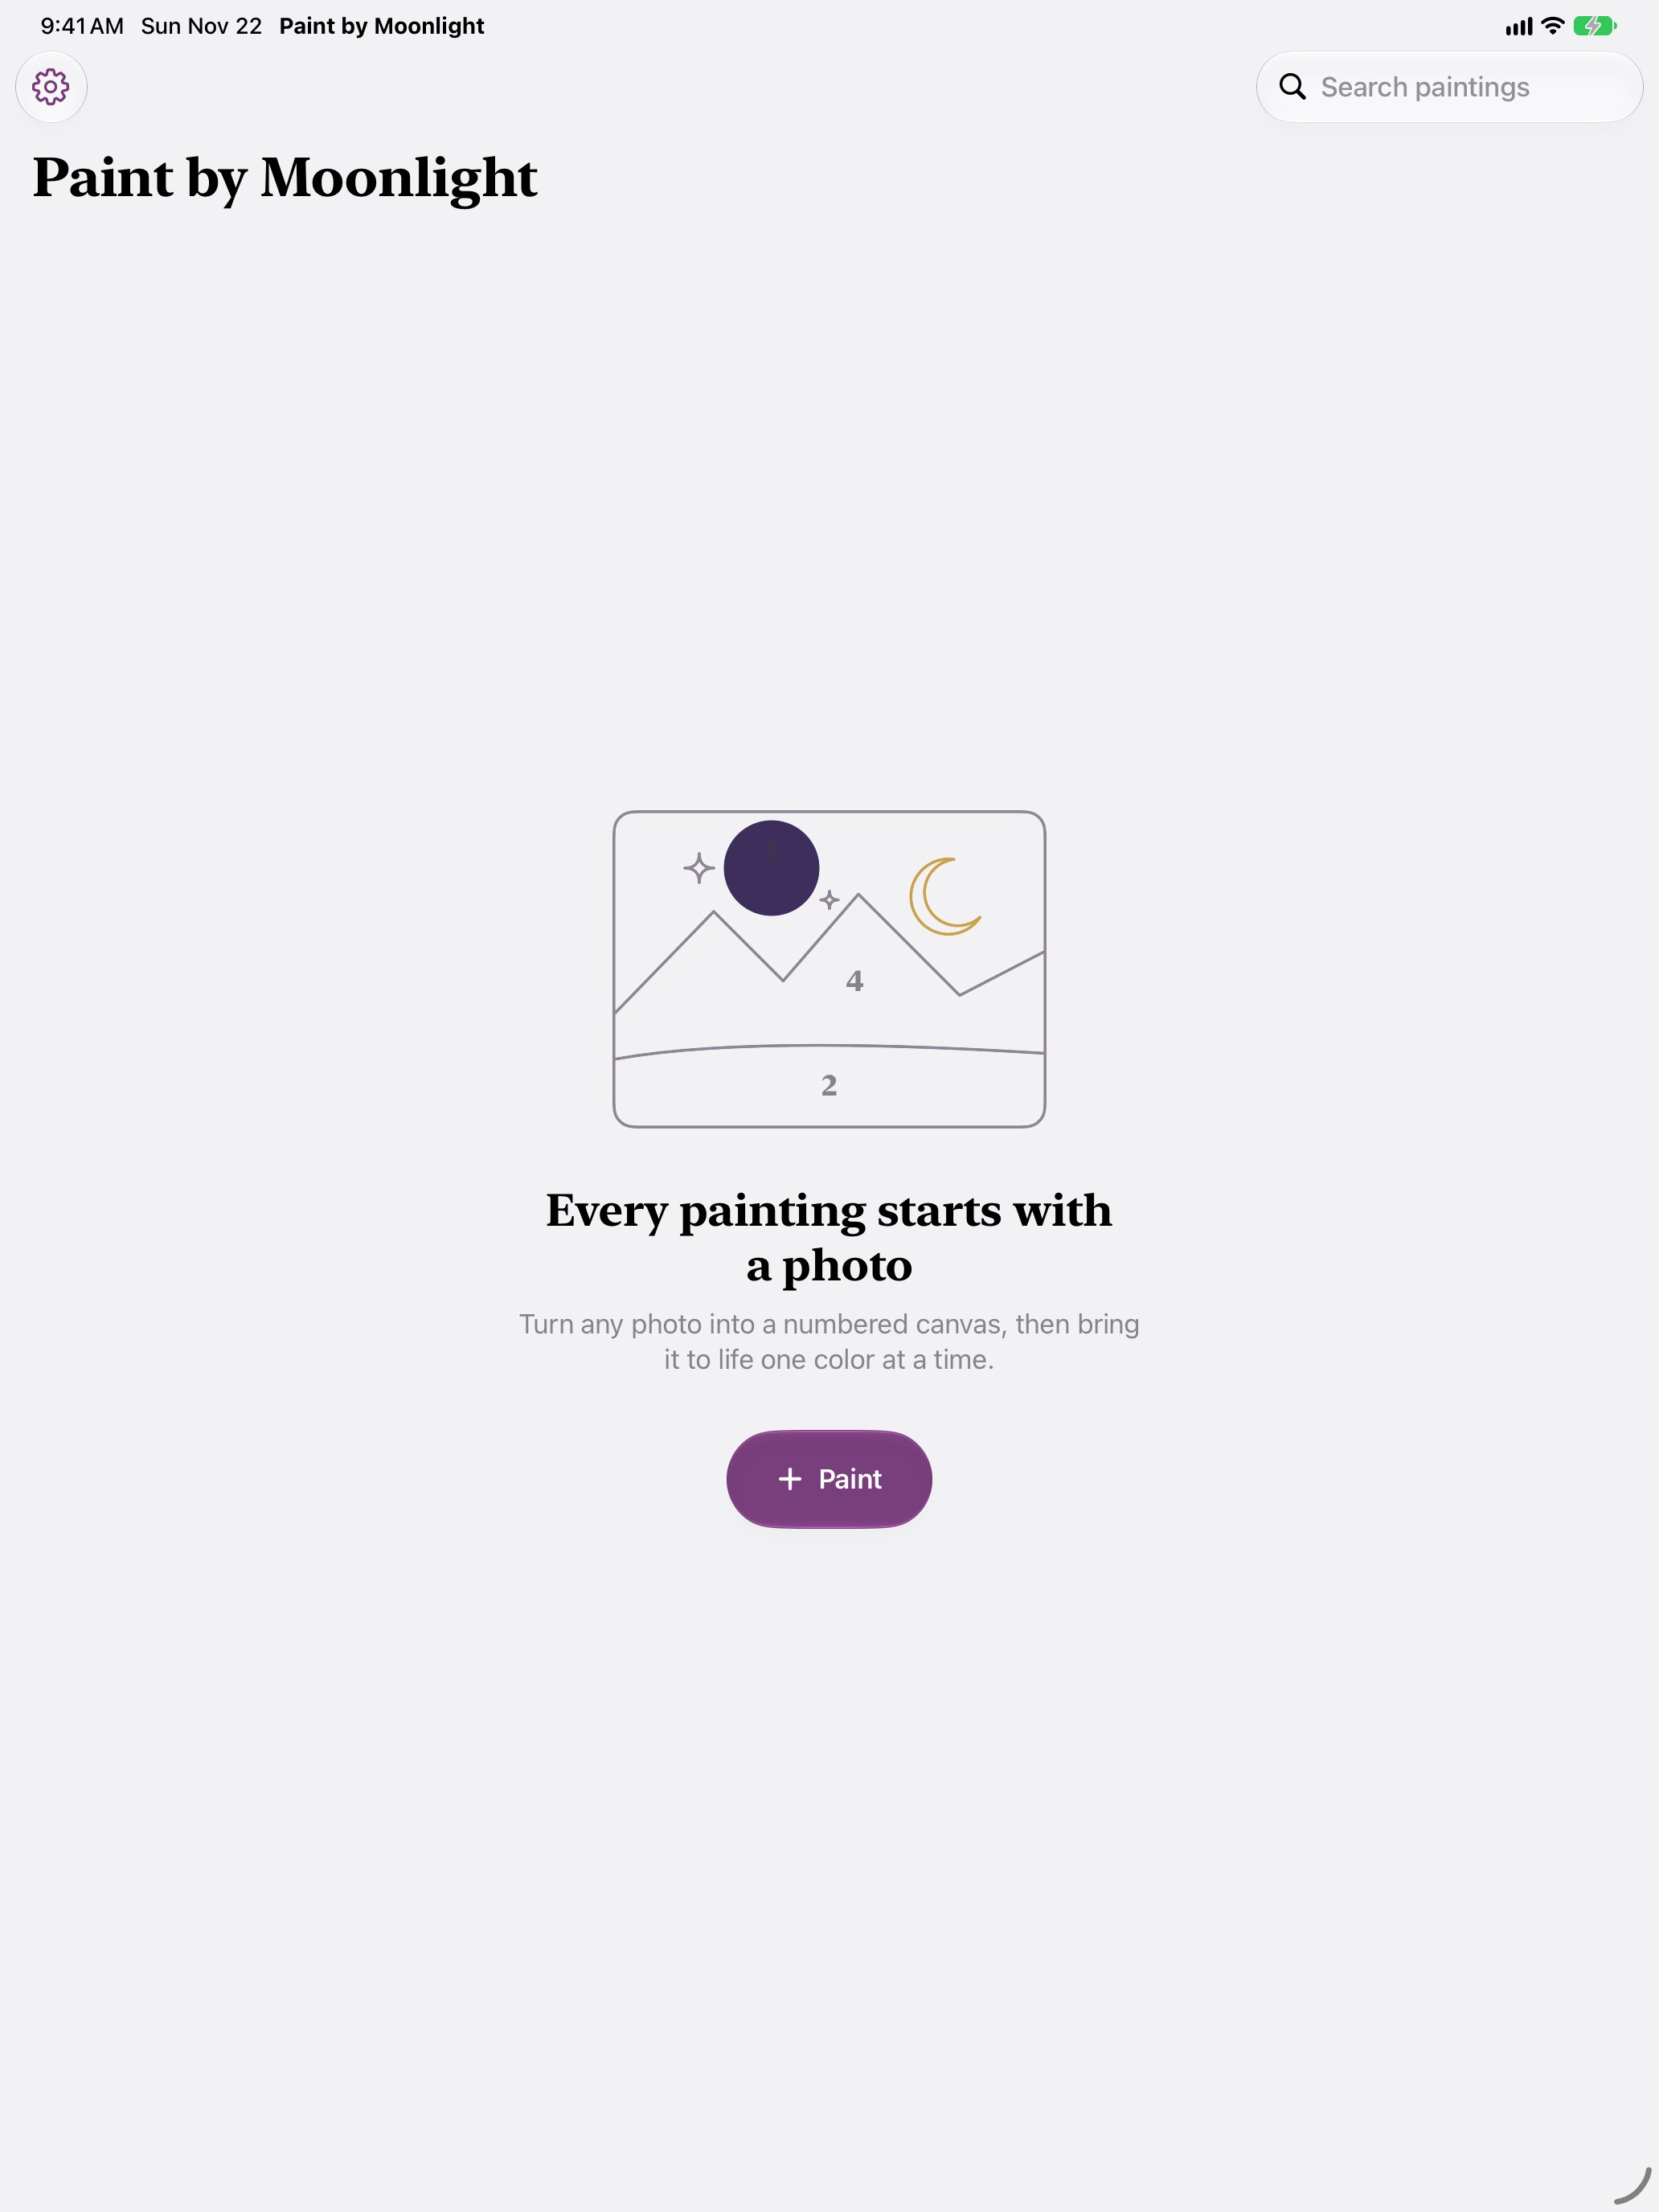 9:41 AM Sun Nov 22 Paint by Moonlight
Search paintings
Paint by Moonlight
1
4
2
Every painting starts with
a photo
Turn any photo into a numbered canvas, then bring
it to life one color at a time.
+ Paint